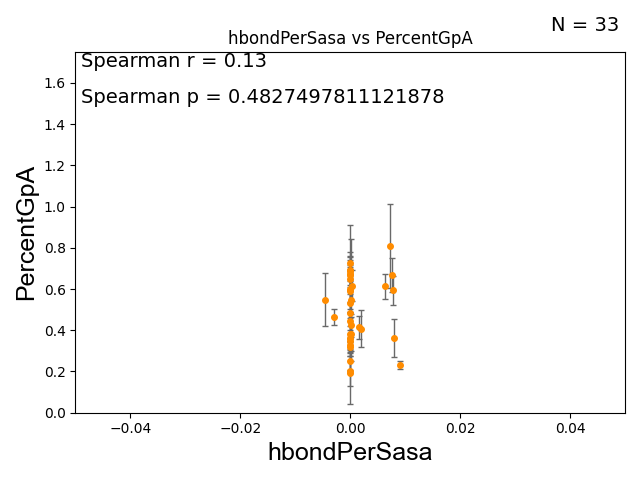 N = 33
hbondPerSasa vs PercentGpA
Spearman r = 0.13
Spearman p = 0.4827497811121878
PercentGpA
1.6
1.4
1.2
1.0
0.8
0.6
0.4
0.2
0.0
−0.04 −0.02 0.00 0.02 0.04
hbondPerSasa